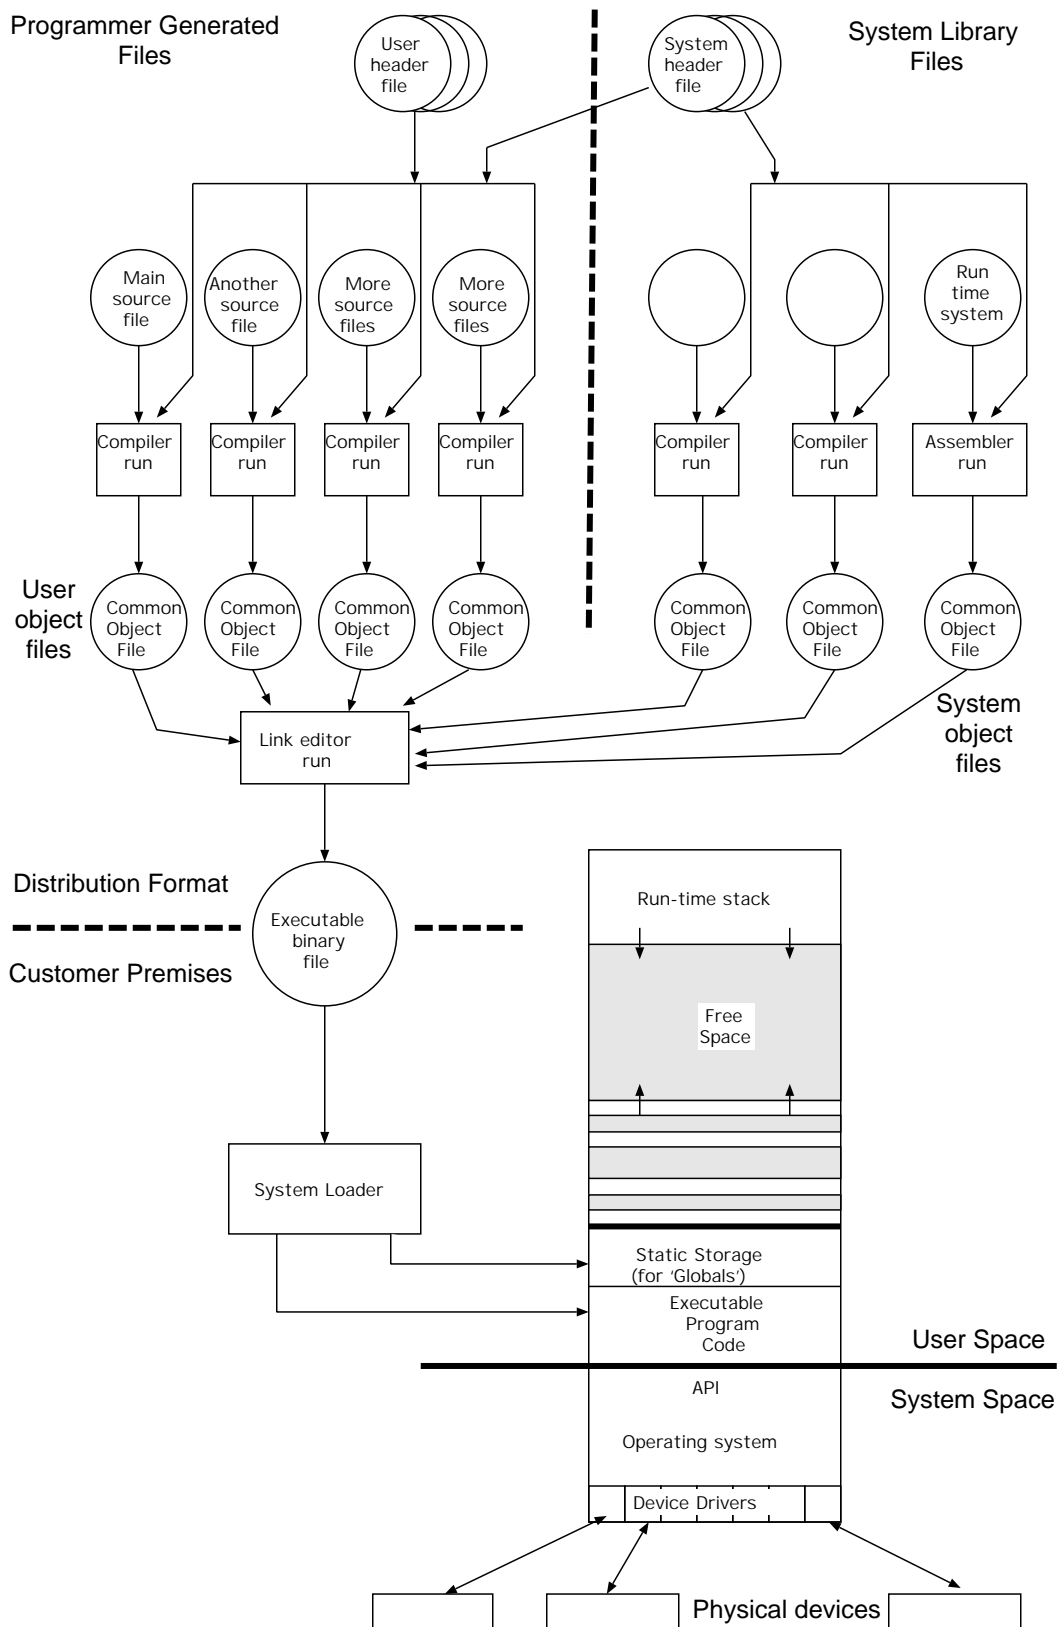 Programmer Generated
Files
User
header
file
System
header
file
System Library
Files
Main
source
file
Another
source
file
More
source
files
More
source
files
Run
time
system
Compiler
run
Compiler
run
Compiler
run
Compiler
run
Compiler
run
Compiler
run
Assembler
run
User
object
files
Common
Object
File
Common
Object
File
Common
Object
File
Common
Object
File
Common
Object
File
Common
Object
File
Common
Object
File
Link editor
run
System
object
files
Distribution Format
Executable
binary
file
Customer Premises
Run-time stack
Free
Space
System Loader
Static Storage
(for ‘Globals’)
Executable
Program
Code
User Space
API
System Space
Operating system
Device Drivers
Physical devices